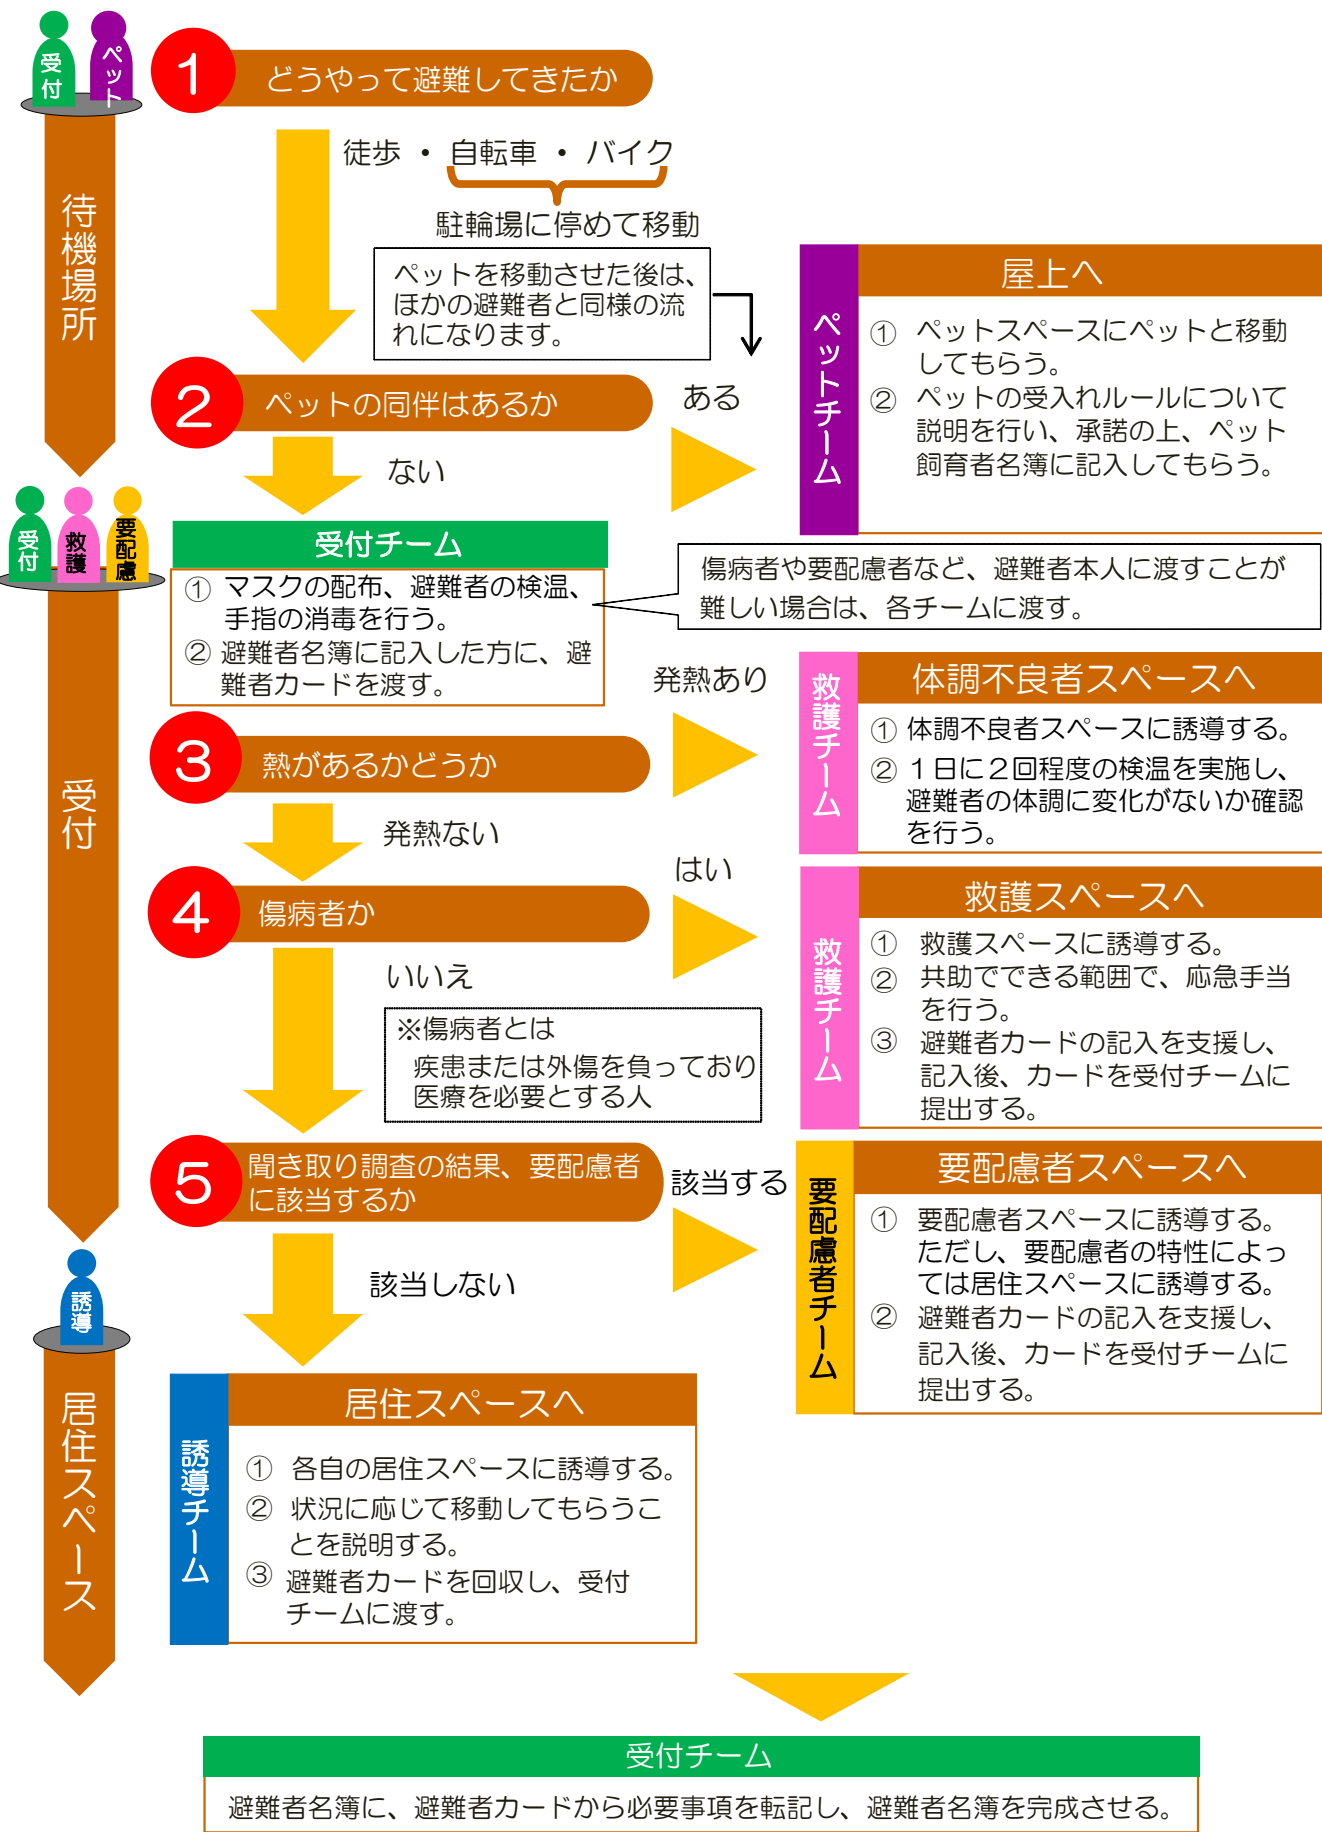 受付
ペット
1
どうやって避難してきたか
徒歩 ・ 自転車 ・ バイク
駐輪場に停めて移動
待機場所
ペットを移動させた後は、
ほかの避難者と同様の流
れになります。
2
ペットの同伴はあるか
ある
ない
ペットチーム
屋上へ
① ペットスペースにペットと移動
してもらう。
② ペットの受入れルールについて
説明を行い、承諾の上、ペット
飼育者名簿に記入してもらう。
受付
救護
要配慮
受付
受付チーム
① マスクの配布、避難者の検温、
手指の消毒を行う。
② 避難者名簿に記入した方に、避
難者カードを渡す。
傷病者や要配慮者など、避難者本人に渡すことが
難しい場合は、各チームに渡す。
3
熱があるかどうか
発熱あり
発熱ない
救護チーム
体調不良者スペースへ
① 体調不良者スペースに誘導する。
② １日に２回程度の検温を実施し、
避難者の体調に変化がないか確認
を行う。
4
傷病者か
はい
いいえ
※傷病者とは
疾患または外傷を負っており
医療を必要とする人
救護チーム
救護スペースへ
① 救護スペースに誘導する。
② 共助でできる範囲で、応急手当
を行う。
③ 避難者カードの記入を支援し、
記入後、カードを受付チームに
提出する。
5
聞き取り調査の結果、要配慮者
に該当するか
該当する
該当しない
要配慮者チーム
要配慮者スペースへ
① 要配慮者スペースに誘導する。
ただし、要配慮者の特性によっ
ては居住スペースに誘導する。
② 避難者カードの記入を支援し、
記入後、カードを受付チームに
提出する。
誘導
居住スペース
誘導チーム
居住スペースへ
① 各自の居住スペースに誘導する。
② 状況に応じて移動してもらうこ
とを説明する。
③ 避難者カードを回収し、受付
チームに渡す。
受付チーム
避難者名簿に、避難者カードから必要事項を転記し、避難者名簿を完成させる。